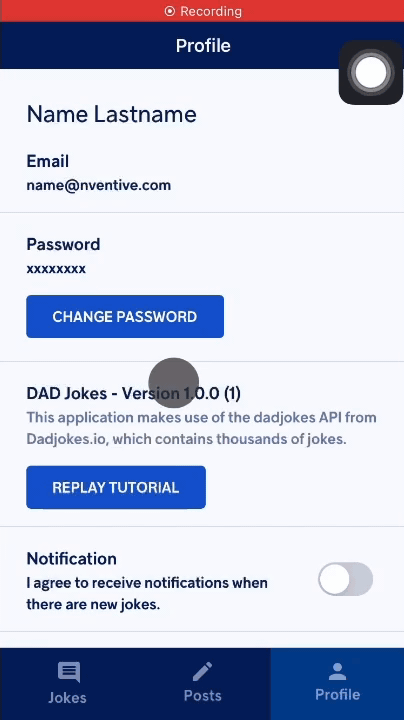 Recording
Profile
Name Lastname
Email
name@nventive.com
Password
xxxxxxxx
CHANGE PASSWORD
DAD Jokes - Version 1.0.0 (1)
This application makes use of the dadjokes API from
Dadjokes.io, which contains thousands of jokes.
REPLAY TUTORIAL
Notification
I agree to receive notifications when
there are new jokes.
Jokes
Posts
Profile